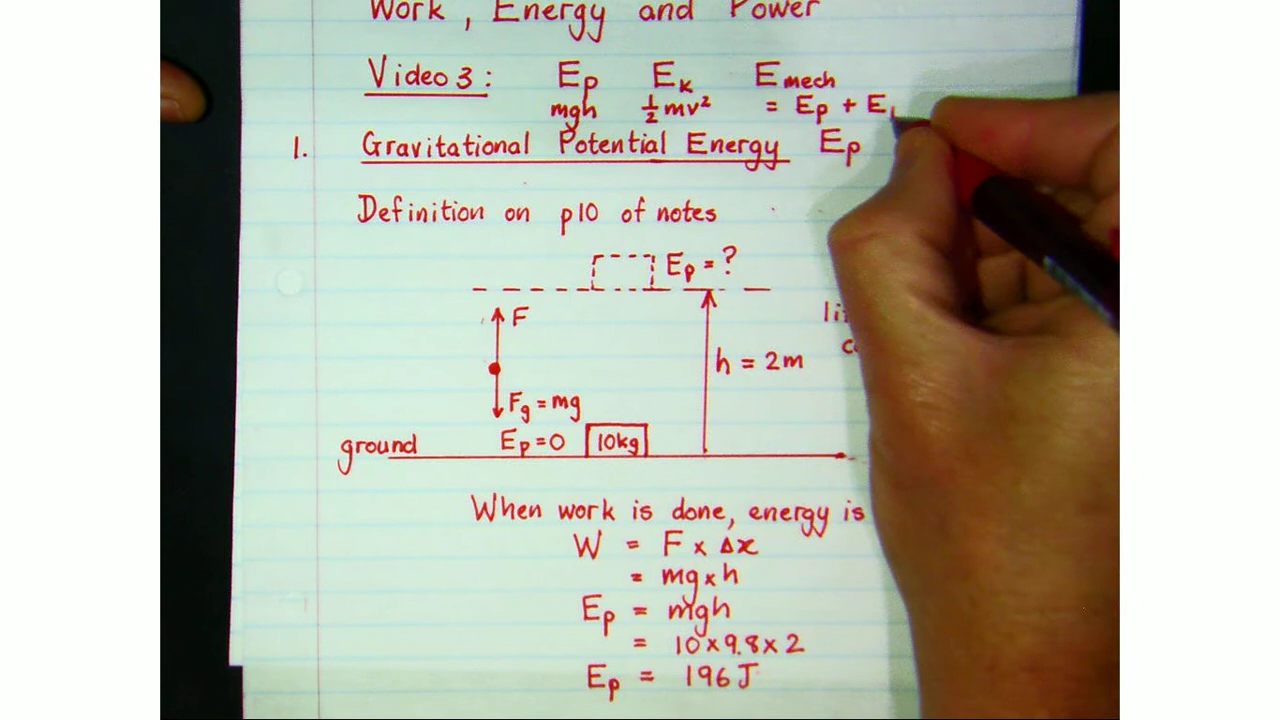 Work, Energy and Power
Video 3: Ep Ek Emech
mgh ½mv² = Ep + E
1. Gravitational Potential Energy Ep
Definition on p10 of notes
Ep = ?
F
h = 2m
Fg = mg
ground Ep=0 10kg
When work is done, energy is
W = F × Δx
= mg × h
Ep = mgh
= 10 × 9.8 × 2
Ep = 196 J